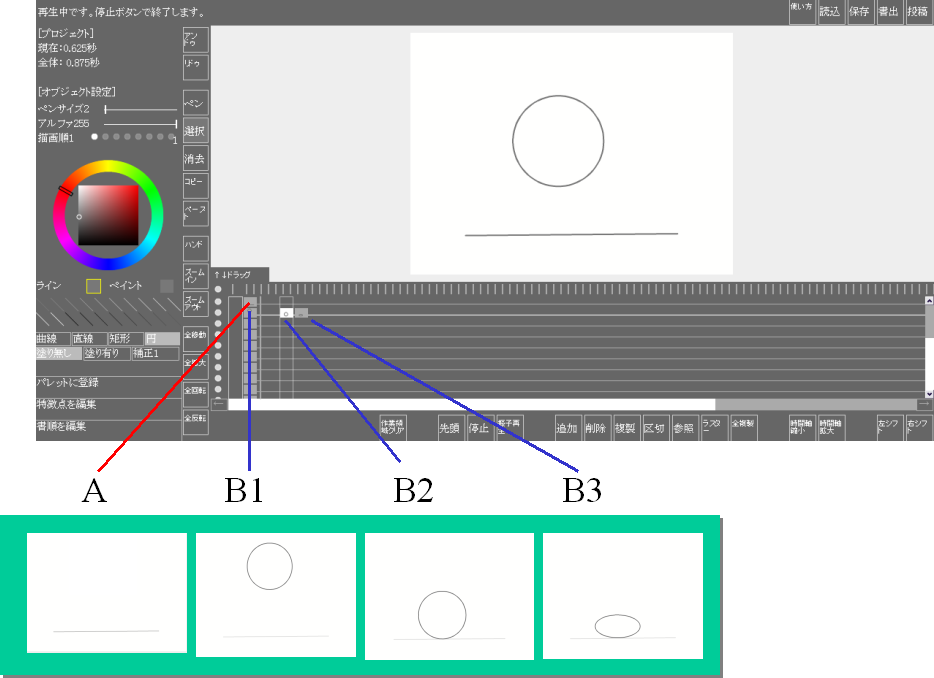 再生中です。停止ボタンで終了します。
使い方
読込
保存
書出
投稿
[プロジェクト]
現在:0.625秒
全体:0.875秒
[オブジェクト設定]
ペンサイズ2
アルファ255
描画順1
1
ライン
ペイント
曲線
直線
矩形
円
塗り無し
塗り有り
補正1
パレットに登録
特徴点を編集
書順を編集
アンドゥ
リドゥ
ペン
選択
消去
コピー
ペースト
ハンド
ズームイン
ズームアウト
全移動
全拡大
全回転
全反転
↑↓ドラッグ
作業領域クリア
先頭
停止
格子再生
追加
削除
複製
区切
参照
ラスター
全複製
時間軸縮小
時間軸拡大
左シフト
右シフト
A
B1
B2
B3